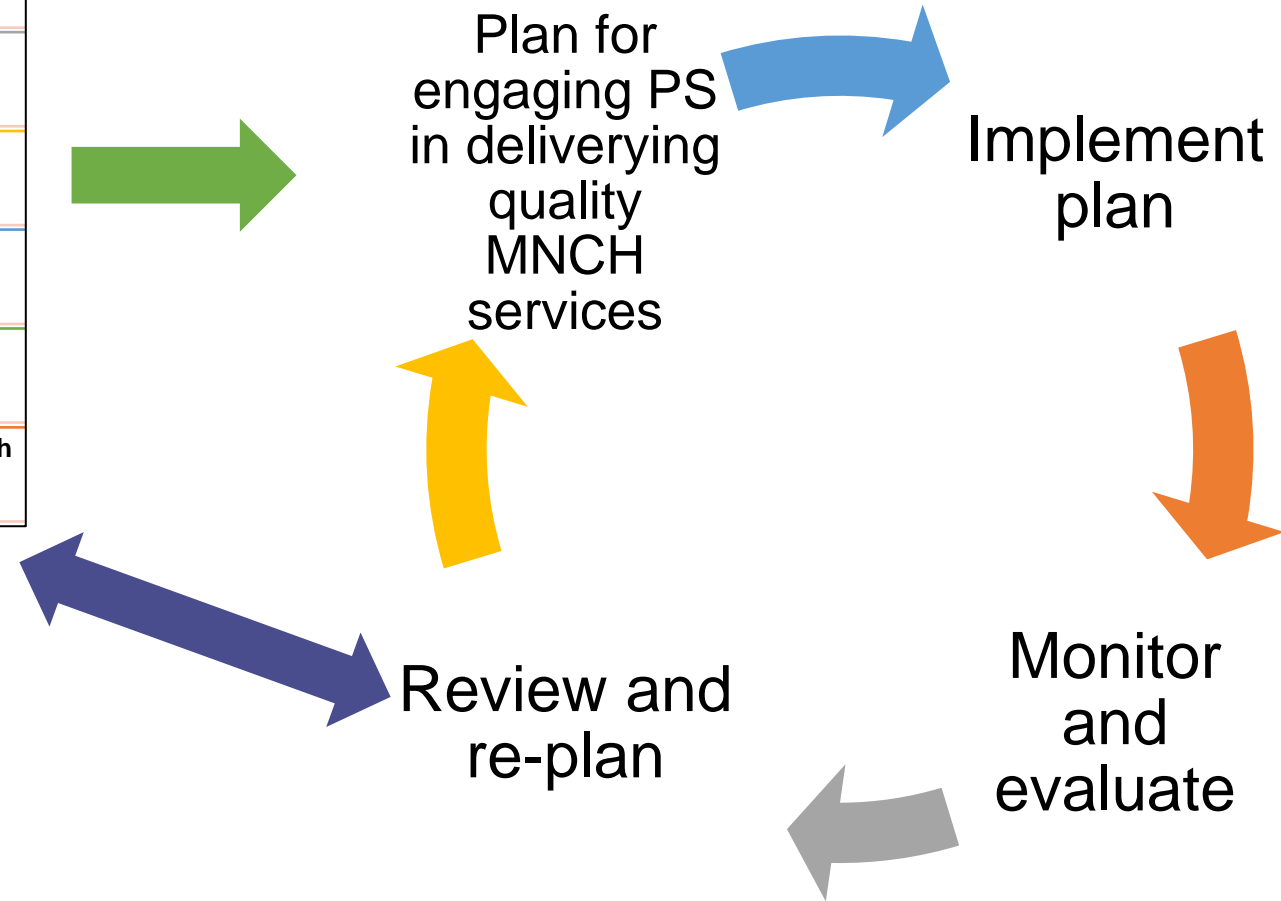 Plan for
engaging PS
in deliverying
quality
MNCH
services
Implement
plan
Monitor
and
evaluate
Review and
re-plan